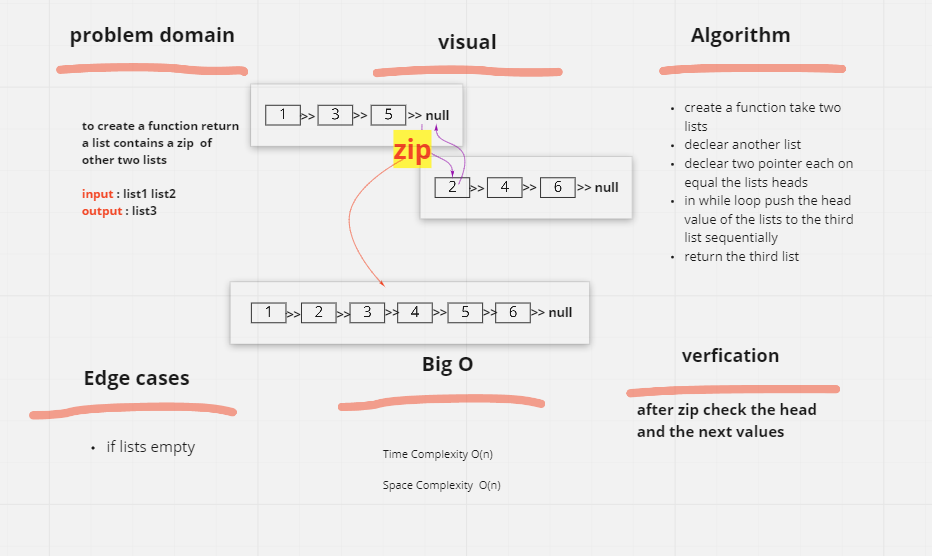 problem domain
to create a function return
a list contains a zip  of
other two lists
input : list1 list2
output : list3
visual
1 >> 3 >> 5 >> null
zip
2 >> 4 >> 6 >> null
1 >> 2 >> 3 >> 4 >> 5 >> 6 >> null
Algorithm
• create a function take two
lists
• declear another list
• declear two pointer each on
equal the lists heads
• in while loop push the head
value of the lists to the third
list sequentially
• return the third list
Edge cases
• if lists empty
Big O
Time Complexity O(n)
Space Complexity  O(n)
verfication
after zip check the head
and the next values